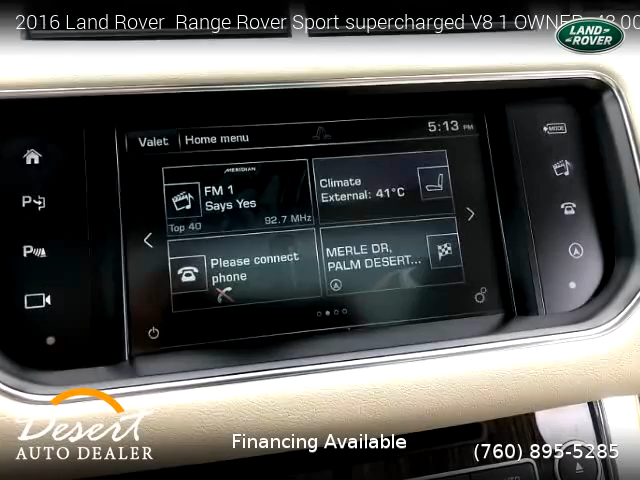 2016 Land Rover Range Rover Sport supercharged V8 1 OWNER
LAND
ROVER
Valet Home menu 5:13 PM
MODE
MERIDIAN
FM 1
Says Yes
Top 40 92.7 MHz
Climate
External: 41°C
Please connect
phone
MERLE DR,
PALM DESERT...
Desert
AUTO DEALER
Financing Available
(760) 895-5285